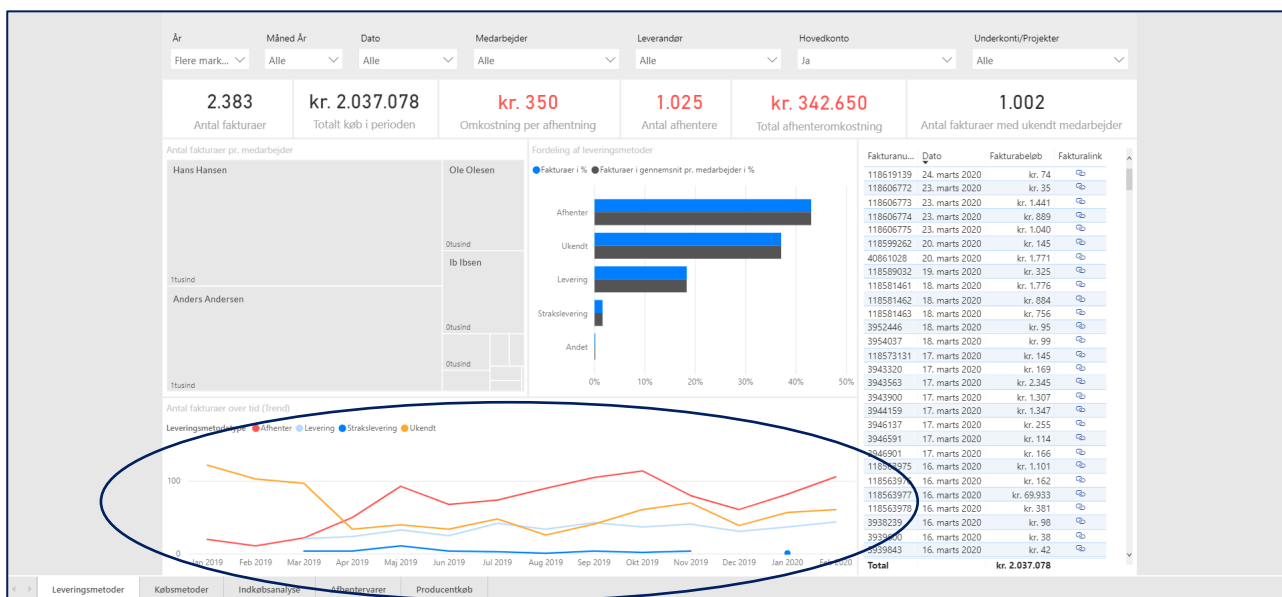 År Måned År Dato Medarbejder Leverandør Hovedkonto Underkonti/Projekter
Flere mark... Alle Alle Alle Alle Ja Alle
2.383 kr. 2.037.078 kr. 350 1.025 kr. 342.650 1.002
Antal fakturaer Totalt køb i perioden Omkostning per afhentning Antal afhentere Total afhenteromkostning Antal fakturaer med ukendt medarbejder
Antal fakturaer pr. medarbejder
Hans Hansen
1tusind
Anders Andersen
1tusind
Ole Olesen
0tusind
Ib Ibsen
0tusind
0tusind
Fordeling af leveringsmetoder
Fakturaer i % Fakturaer i gennemsnit pr. medarbejder i %
Afhenter
Ukendt
Levering
Strakslevering
Andet
0% 10% 20% 30% 40% 50%
Fakturanu... Dato Fakturabeløb Fakturalink
118619139 24. marts 2020 kr. 74
118606772 23. marts 2020 kr. 35
118606773 23. marts 2020 kr. 1.441
118606774 23. marts 2020 kr. 889
118606775 23. marts 2020 kr. 1.040
118599262 20. marts 2020 kr. 145
40861028 20. marts 2020 kr. 1.771
118589032 19. marts 2020 kr. 325
118581461 18. marts 2020 kr. 1.776
118581462 18. marts 2020 kr. 884
118581463 18. marts 2020 kr. 756
3952446 18. marts 2020 kr. 95
3954037 18. marts 2020 kr. 99
118573131 17. marts 2020 kr. 145
3943320 17. marts 2020 kr. 169
3943563 17. marts 2020 kr. 2.345
3943900 17. marts 2020 kr. 1.307
3944159 17. marts 2020 kr. 1.347
3946137 17. marts 2020 kr. 255
3946591 17. marts 2020 kr. 114
3946901 17. marts 2020 kr. 166
118563975 16. marts 2020 kr. 1.101
118563976 16. marts 2020 kr. 162
118563977 16. marts 2020 kr. 69.933
118563978 16. marts 2020 kr. 381
3938239 16. marts 2020 kr. 98
16. marts 2020 kr. 38
3939843 16. marts 2020 kr. 42
Total kr. 2.037.078
Antal fakturaer over tid (Trend)
Leveringsmetodetype Afhenter Levering Strakslevering Ukendt
100
0
Jan 2019 Feb 2019 Mar 2019 Apr 2019 Maj 2019 Jun 2019 Jul 2019 Aug 2019 Sep 2019 Okt 2019 Nov 2019 Dec 2019 Jan 2020 Feb 2020
Leveringsmetoder Købsmetoder Indkøbsanalyse Afhentervarer Producentkøb